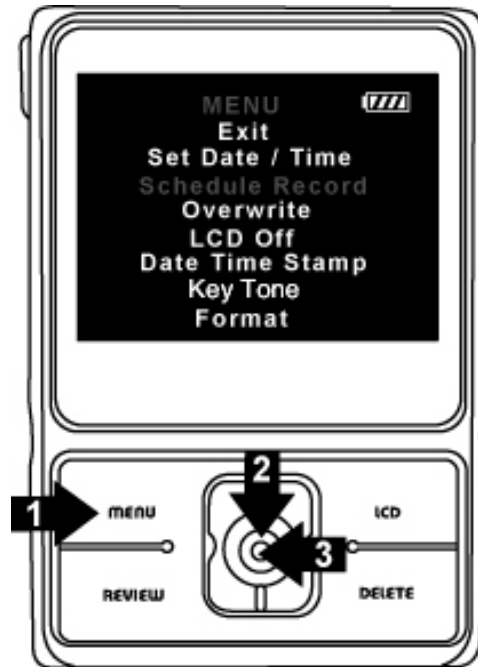 MENU
Exit
Set Date / Time
Schedule Record
Overwrite
LCD Off
Date Time Stamp
Key Tone
Format
2
1
MENU
LCD
3
REVIEW
DELETE